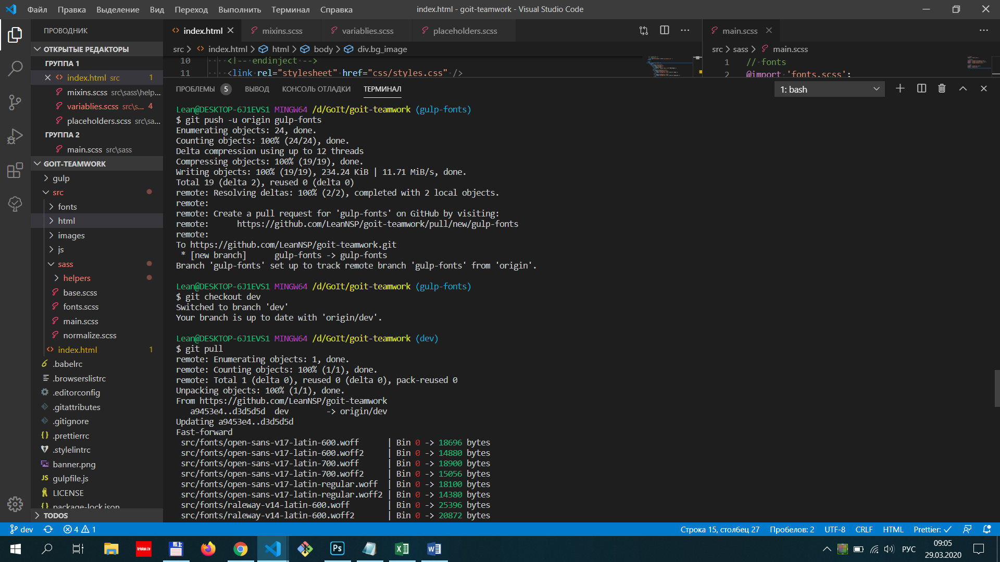 Файл Правка Выделение Вид Переход Выполнить Терминал Справка
index.html - goit-teamwork - Visual Studio Code
ПРОВОДНИК
ОТКРЫТЫЕ РЕДАКТОРЫ
ГРУППА 1
index.html src 1
mixins.scss src\sass\help...
variablies.scss src\s... 4
placeholders.scss src\sa...
ГРУППА 2
main.scss src\sass
GOIT-TEAMWORK
gulp
src
fonts
html
images
js
sass
helpers
base.scss
fonts.scss
main.scss
normalize.scss
index.html 1
.babelrc
.browserslistrc
.editorconfig
.gitattributes
.gitignore
.prettierrc
.stylelintrc
banner.png
gulpfile.js
LICENSE
package-lock.json
TODOS
index.html mixins.scss variablies.scss placeholders.scss
src > index.html > html > body > div.bg_image
10 <!-- endinject -->
11 <link rel="stylesheet" href="css/styles.css" />
main.scss
src > sass > main.scss
1 // fonts
2 @import 'fonts.scss';
ПРОБЛЕМЫ 5 ВЫВОД КОНСОЛЬ ОТЛАДКИ ТЕРМИНАЛ
1: bash
Lean@DESKTOP-6J1EVS1 MINGW64 /d/GoIt/goit-teamwork (gulp-fonts)
$ git push -u origin gulp-fonts
Enumerating objects: 24, done.
Counting objects: 100% (24/24), done.
Delta compression using up to 12 threads
Compressing objects: 100% (19/19), done.
Writing objects: 100% (19/19), 234.24 KiB | 11.71 MiB/s, done.
Total 19 (delta 2), reused 0 (delta 0)
remote: Resolving deltas: 100% (2/2), completed with 2 local objects.
remote:
remote: Create a pull request for 'gulp-fonts' on GitHub by visiting:
remote:      https://github.com/LeanNSP/goit-teamwork/pull/new/gulp-fonts
remote:
To https://github.com/LeanNSP/goit-teamwork.git
* [new branch]      gulp-fonts -> gulp-fonts
Branch 'gulp-fonts' set up to track remote branch 'gulp-fonts' from 'origin'.
Lean@DESKTOP-6J1EVS1 MINGW64 /d/GoIt/goit-teamwork (gulp-fonts)
$ git checkout dev
Switched to branch 'dev'
Your branch is up to date with 'origin/dev'.
Lean@DESKTOP-6J1EVS1 MINGW64 /d/GoIt/goit-teamwork (dev)
$ git pull
remote: Enumerating objects: 1, done.
remote: Counting objects: 100% (1/1), done.
remote: Total 1 (delta 0), reused 0 (delta 0), pack-reused 0
Unpacking objects: 100% (1/1), done.
From https://github.com/LeanNSP/goit-teamwork
a9453e4..d3d5d5d  dev        -> origin/dev
Updating a9453e4..d3d5d5d
Fast-forward
src/fonts/open-sans-v17-latin-600.woff      | Bin 0 -> 18696 bytes
src/fonts/open-sans-v17-latin-600.woff2     | Bin 0 -> 14880 bytes
src/fonts/open-sans-v17-latin-700.woff      | Bin 0 -> 18900 bytes
src/fonts/open-sans-v17-latin-700.woff2     | Bin 0 -> 15056 bytes
src/fonts/open-sans-v17-latin-regular.woff  | Bin 0 -> 18100 bytes
src/fonts/open-sans-v17-latin-regular.woff2 | Bin 0 -> 14380 bytes
src/fonts/raleway-v14-latin-600.woff        | Bin 0 -> 25396 bytes
src/fonts/raleway-v14-latin-600.woff2       | Bin 0 -> 20872 bytes
dev 4 1 Строка 15, столбец 27 Пробелов: 2 UTF-8 CRLF HTML Prettier: ✓
РУС
09:05
29.03.2020